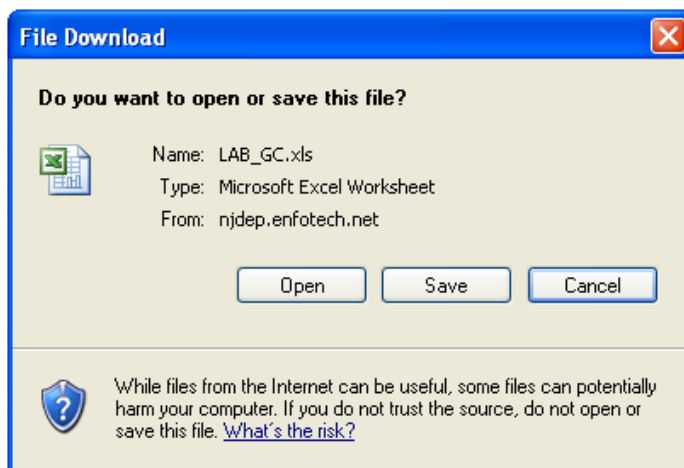 File Download
Do you want to open or save this file?
Name: LAB_GC.xls
Type: Microsoft Excel Worksheet
From: njdep.enfotech.net
Open Save Cancel
While files from the Internet can be useful, some files can potentially
harm your computer. If you do not trust the source, do not open or
save this file. What's the risk?